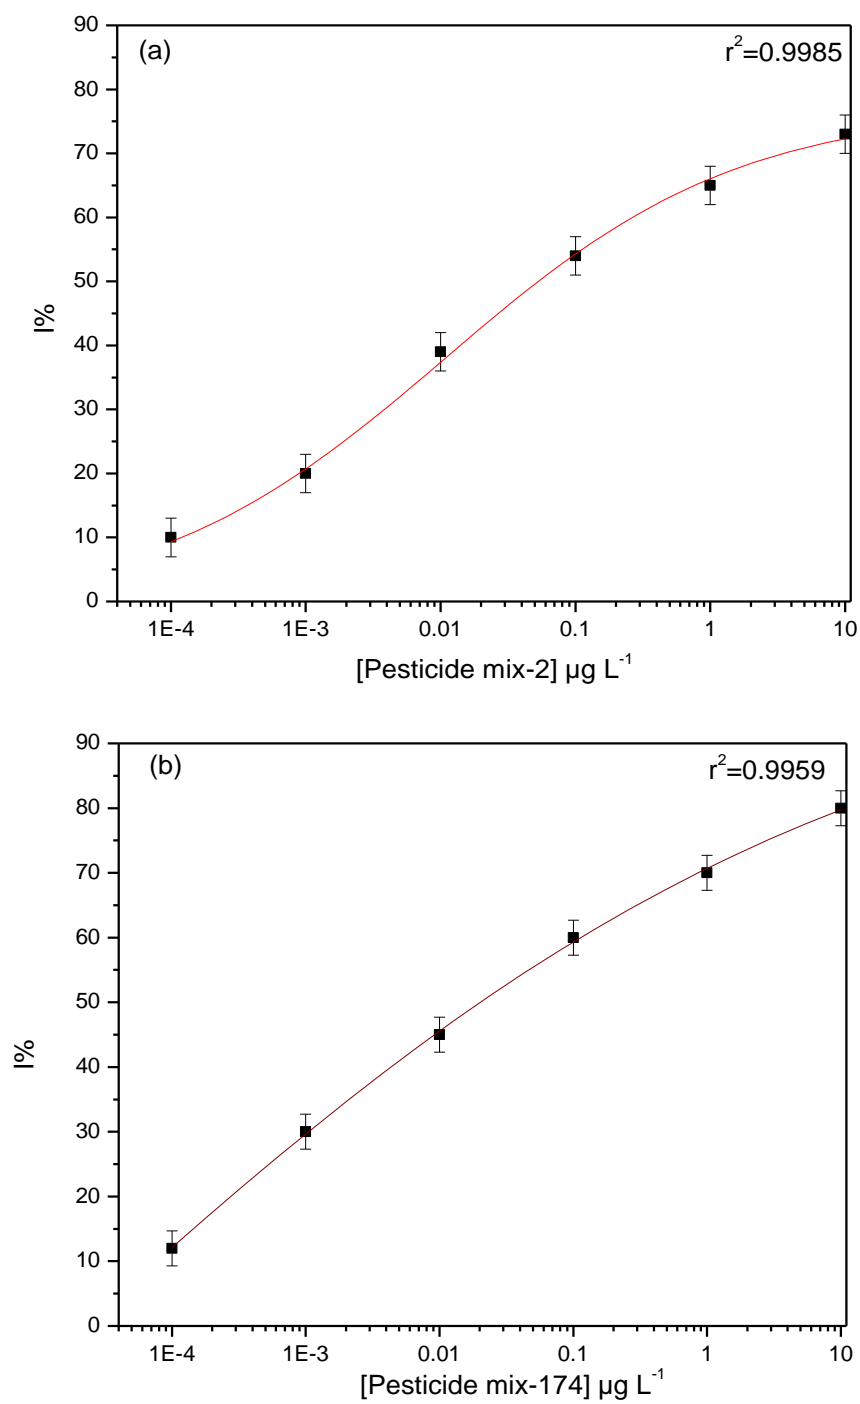 90
(a)
r²=0.9985
80
70
60
50
I%
40
30
20
10
0
1E-4 1E-3 0.01 0.1 1 10
[Pesticide mix-2] µg L⁻¹
90
(b)
r²=0.9959
80
70
60
50
I%
40
30
20
10
0
1E-4 1E-3 0.01 0.1 1 10
[Pesticide mix-174] µg L⁻¹